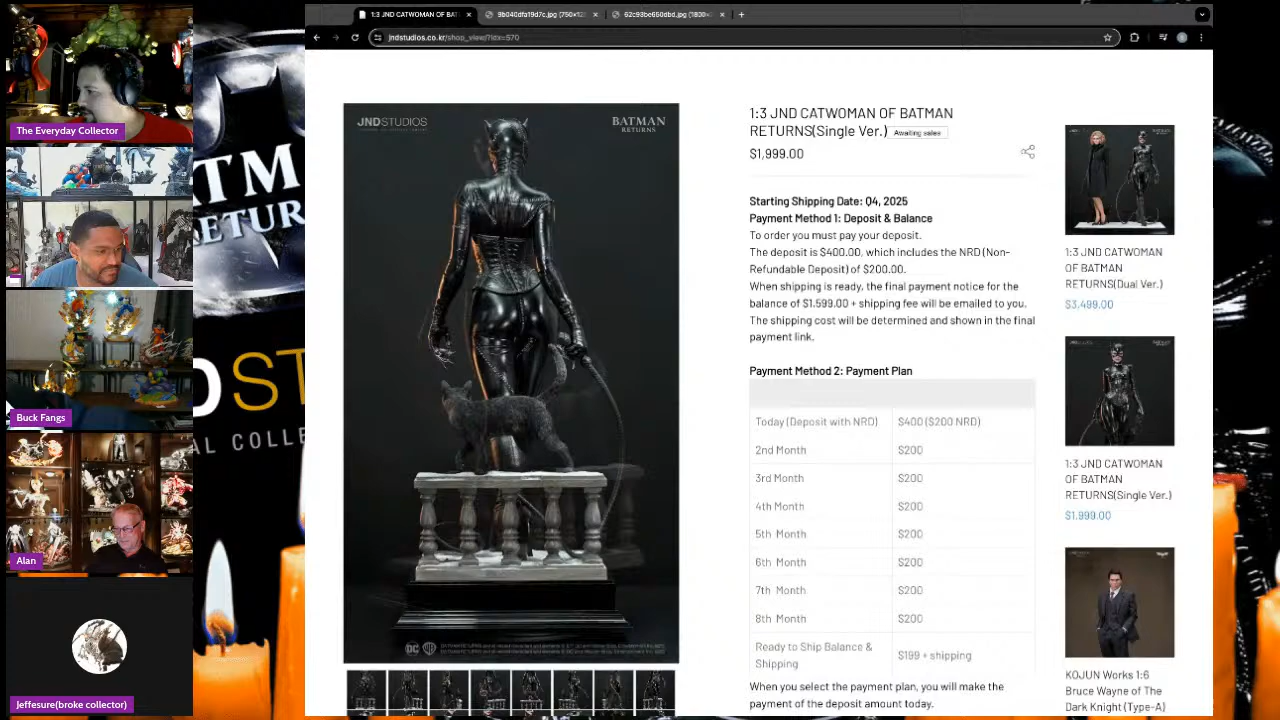 The Everyday Collector
Buck Fangs
Alan
Jeffesure(broke collector)
1:3 JND CATWOMAN OF BAT
9b040dfa19d7c.jpg (750×12
62c93be650dbd.jpg (1800×
jndstudios.co.kr/shop_view/?idx=570
JNDSTUDIOS
BATMAN
RETURNS
1:3 JND CATWOMAN OF BATMAN
RETURNS(Single Ver.) Awaiting sales
$1,999.00
Starting Shipping Date: Q4, 2025
Payment Method 1: Deposit & Balance
To order you must pay your deposit.
The deposit is $400.00, which includes the NRD (Non-
Refundable Deposit) of $200.00.
When shipping is ready, the final payment notice for the
balance of $1,599.00 + shipping fee will be emailed to you.
The shipping cost will be determined and shown in the final
payment link.
Payment Method 2: Payment Plan
Today (Deposit with NRD) $400 ($200 NRD)
2nd Month $200
3rd Month $200
4th Month $200
5th Month $200
6th Month $200
7th Month $200
8th Month $200
Ready to Ship Balance &
Shipping $199 + shipping
When you select the payment plan, you will make the
payment of the deposit amount today.
1:3 JND CATWOMAN
OF BATMAN
RETURNS(Dual Ver.)
$3,499.00
1:3 JND CATWOMAN
OF BATMAN
RETURNS(Single Ver.)
$1,999.00
KOJUN Works 1:6
Bruce Wayne of The
Dark Knight (Type-A)